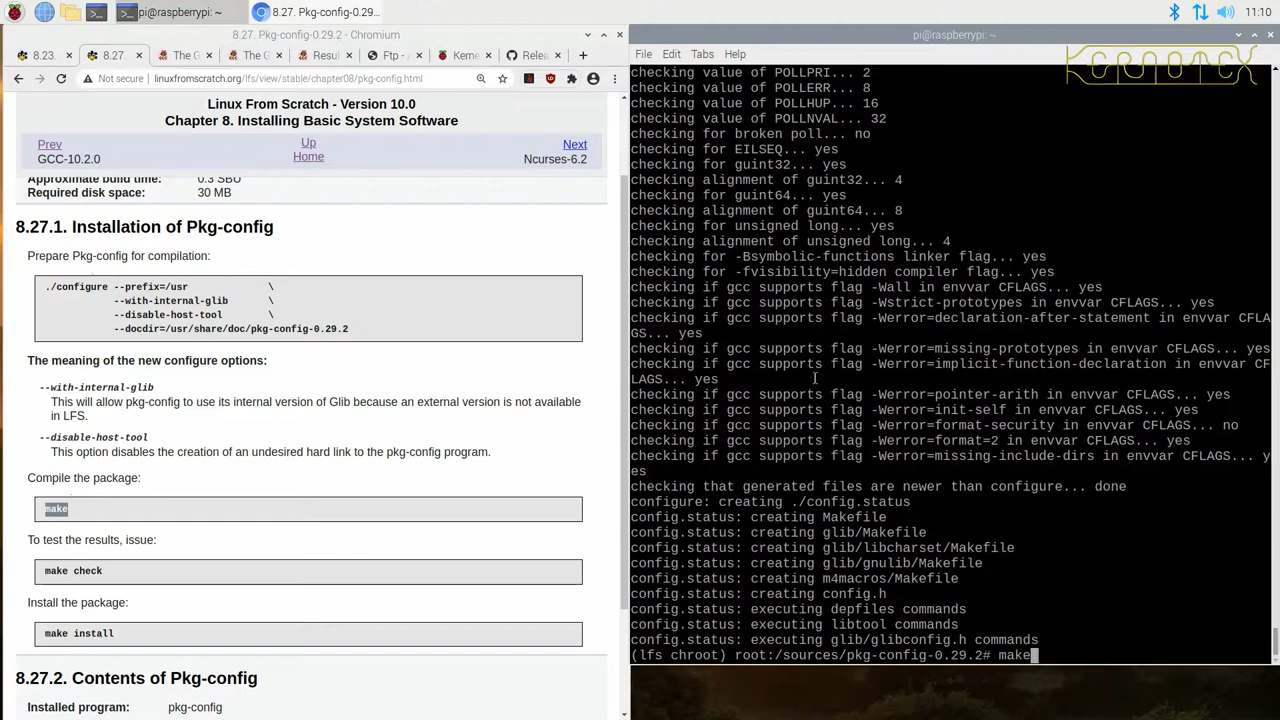 pi@raspberrypi: ~
8.27. Pkg-config-0.29...
11:10
8.27. Pkg-config-0.29.2 - Chromium
8.23.
8.27
The G
The (
Resul
Ftp -
Kerne
Relea
Not secure
linuxfromscratch.org/lfs/view/stable/chapter08/pkg-config.html
Linux From Scratch - Version 10.0
Chapter 8. Installing Basic System Software
Prev
Up
Next
GCC-10.2.0
Home
Ncurses-6.2
Approximate build time: 0.3 SBU
Required disk space: 30 MB
8.27.1. Installation of Pkg-config
Prepare Pkg-config for compilation:
./configure --prefix=/usr \
--with-internal-glib \
--disable-host-tool \
--docdir=/usr/share/doc/pkg-config-0.29.2
The meaning of the new configure options:
--with-internal-glib
This will allow pkg-config to use its internal version of Glib because an external version is not available
in LFS.
--disable-host-tool
This option disables the creation of an undesired hard link to the pkg-config program.
Compile the package:
make
To test the results, issue:
make check
Install the package:
make install
8.27.2. Contents of Pkg-config
Installed program: pkg-config
pi@raspberrypi: ~
File Edit Tabs Help
checking value of POLLPRI... 2
checking value of POLLERR... 8
checking value of POLLHUP... 16
checking value of POLLNVAL... 32
checking for broken poll... no
checking for EILSEQ... yes
checking for guint32... yes
checking alignment of guint32... 4
checking for guint64... yes
checking alignment of guint64... 8
checking for unsigned long... yes
checking alignment of unsigned long... 4
checking for -Bsymbolic-functions linker flag... yes
checking for -fvisibility=hidden compiler flag... yes
checking if gcc supports flag -Wall in envvar CFLAGS... yes
checking if gcc supports flag -Wstrict-prototypes in envvar CFLAGS... yes
checking if gcc supports flag -Werror=declaration-after-statement in envvar CFLA
GS... yes
checking if gcc supports flag -Werror=missing-prototypes in envvar CFLAGS... yes
checking if gcc supports flag -Werror=implicit-function-declaration in envvar CF
LAGS... yes
checking if gcc supports flag -Werror=pointer-arith in envvar CFLAGS... yes
checking if gcc supports flag -Werror=init-self in envvar CFLAGS... yes
checking if gcc supports flag -Werror=format-security in envvar CFLAGS... no
checking if gcc supports flag -Werror=format=2 in envvar CFLAGS... yes
checking if gcc supports flag -Werror=missing-include-dirs in envvar CFLAGS... y
es
checking that generated files are newer than configure... done
configure: creating ./config.status
config.status: creating Makefile
config.status: creating glib/Makefile
config.status: creating glib/libcharset/Makefile
config.status: creating glib/gnulib/Makefile
config.status: creating m4macros/Makefile
config.status: creating config.h
config.status: executing depfiles commands
config.status: executing libtool commands
config.status: executing glib/glibconfig.h commands
(lfs chroot) root:/sources/pkg-config-0.29.2# make